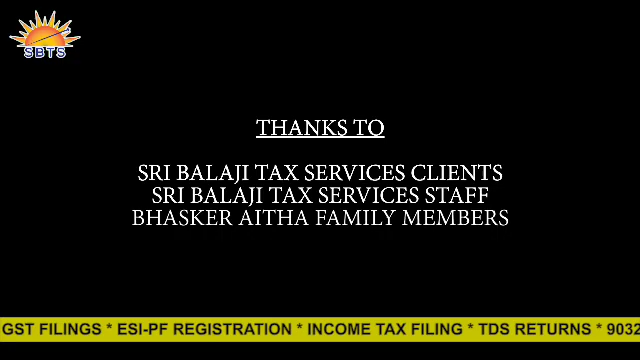 SBTS
THANKS TO
SRI BALAJI TAX SERVICES CLIENTS
SRI BALAJI TAX SERVICES STAFF
BHASKER AITHA FAMILY MEMBERS
GST FILINGS * ESI-PF REGISTRATION * INCOME TAX FILING * TDS RETURNS * 9032